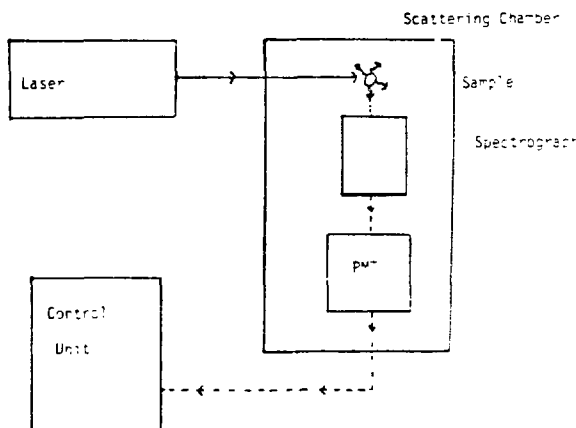 Scattering Chamber
Laser
Sample
Spectrograph
PMT
Control
Unit